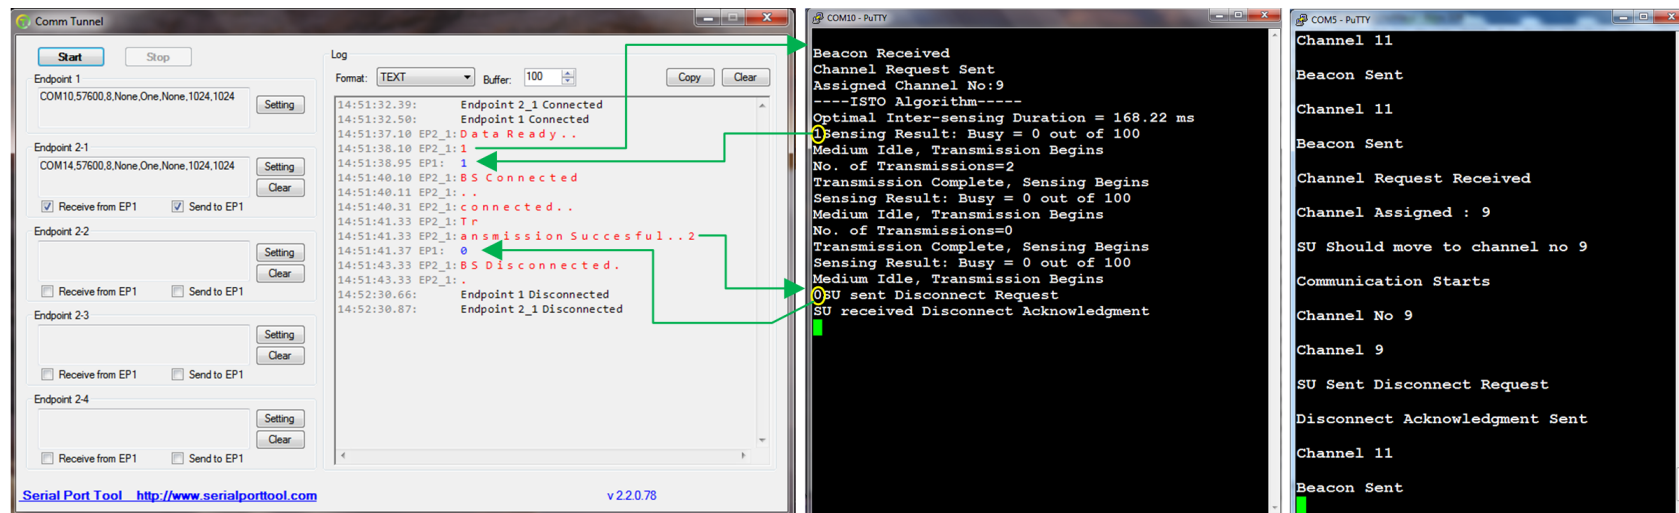 Comm Tunnel
Start
Stop
Endpoint 1
COM10,57600,8,None,One,None,1024,1024
Setting
Endpoint 2-1
COM14,57600,8,None,One,None,1024,1024
Setting
Clear
Receive from EP1
Send to EP1
Endpoint 2-2
Setting
Clear
Receive from EP1
Send to EP1
Endpoint 2-3
Setting
Clear
Receive from EP1
Send to EP1
Endpoint 2-4
Setting
Clear
Receive from EP1
Send to EP1
Serial Port Tool http://www.serialporttool.com
v 2.2.0.78
Log
Format: TEXT
Buffer: 100
Copy
Clear
14:51:32.39: Endpoint 2_1 Connected
14:51:32.50: Endpoint 1 Connected
14:51:37.10 EP2_1: D a t a R e a d y . .
14:51:38.10 EP2_1: 1
14:51:38.95 EP1: 1
14:51:40.10 EP2_1: B S C o n n e c t e d
14:51:40.11 EP2_1: . .
14:51:40.31 EP2_1: c o n n e c t e d . .
14:51:41.33 EP2_1: T r
14:51:41.33 EP2_1: a n s m i s s i o n S u c c e s f u l . . 2
14:51:41.37 EP1: 0
14:51:43.33 EP2_1: B S D i s c o n n e c t e d .
14:51:43.33 EP2_1: .
14:52:30.66: Endpoint 1 Disconnected
14:52:30.87: Endpoint 2_1 Disconnected
COM10 - PuTTY
Beacon Received
Channel Request Sent
Assigned Channel No:9
----ISTO Algorithm-----
Optimal Inter-sensing Duration = 168.22 ms
1Sensing Result: Busy = 0 out of 100
Medium Idle, Transmission Begins
No. of Transmissions=2
Transmission Complete, Sensing Begins
Sensing Result: Busy = 0 out of 100
Medium Idle, Transmission Begins
No. of Transmissions=0
Transmission Complete, Sensing Begins
Sensing Result: Busy = 0 out of 100
Medium Idle, Transmission Begins
0SU sent Disconnect Request
SU received Disconnect Acknowledgment
COM5 - PuTTY
Channel 11
Beacon Sent
Channel 11
Beacon Sent
Channel Request Received
Channel Assigned : 9
SU Should move to channel no 9
Communication Starts
Channel No 9
Channel 9
SU Sent Disconnect Request
Disconnect Acknowledgment Sent
Channel 11
Beacon Sent